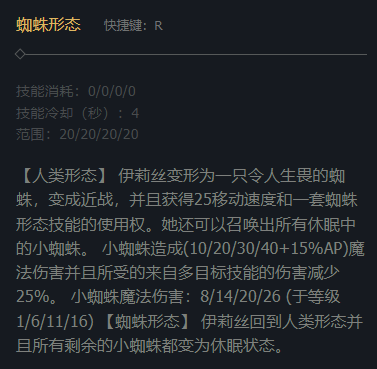 蜘蛛形态 快捷键：R
技能消耗：0/0/0/0
技能冷却（秒）：4
范围：20/20/20/20
【人类形态】 伊莉丝变形为一只令人生畏的蜘
蛛，变成近战，并且获得25移动速度和一套蜘蛛
形态技能的使用权。她还可以召唤出所有休眠中
的小蜘蛛。 小蜘蛛造成(10/20/30/40+15%AP)魔
法伤害并且所受的来自多目标技能的伤害减少
25%。 小蜘蛛魔法伤害：8/14/20/26 (于等级
1/6/11/16) 【蜘蛛形态】 伊莉丝回到人类形态并
且所有剩余的小蜘蛛都变为休眠状态。